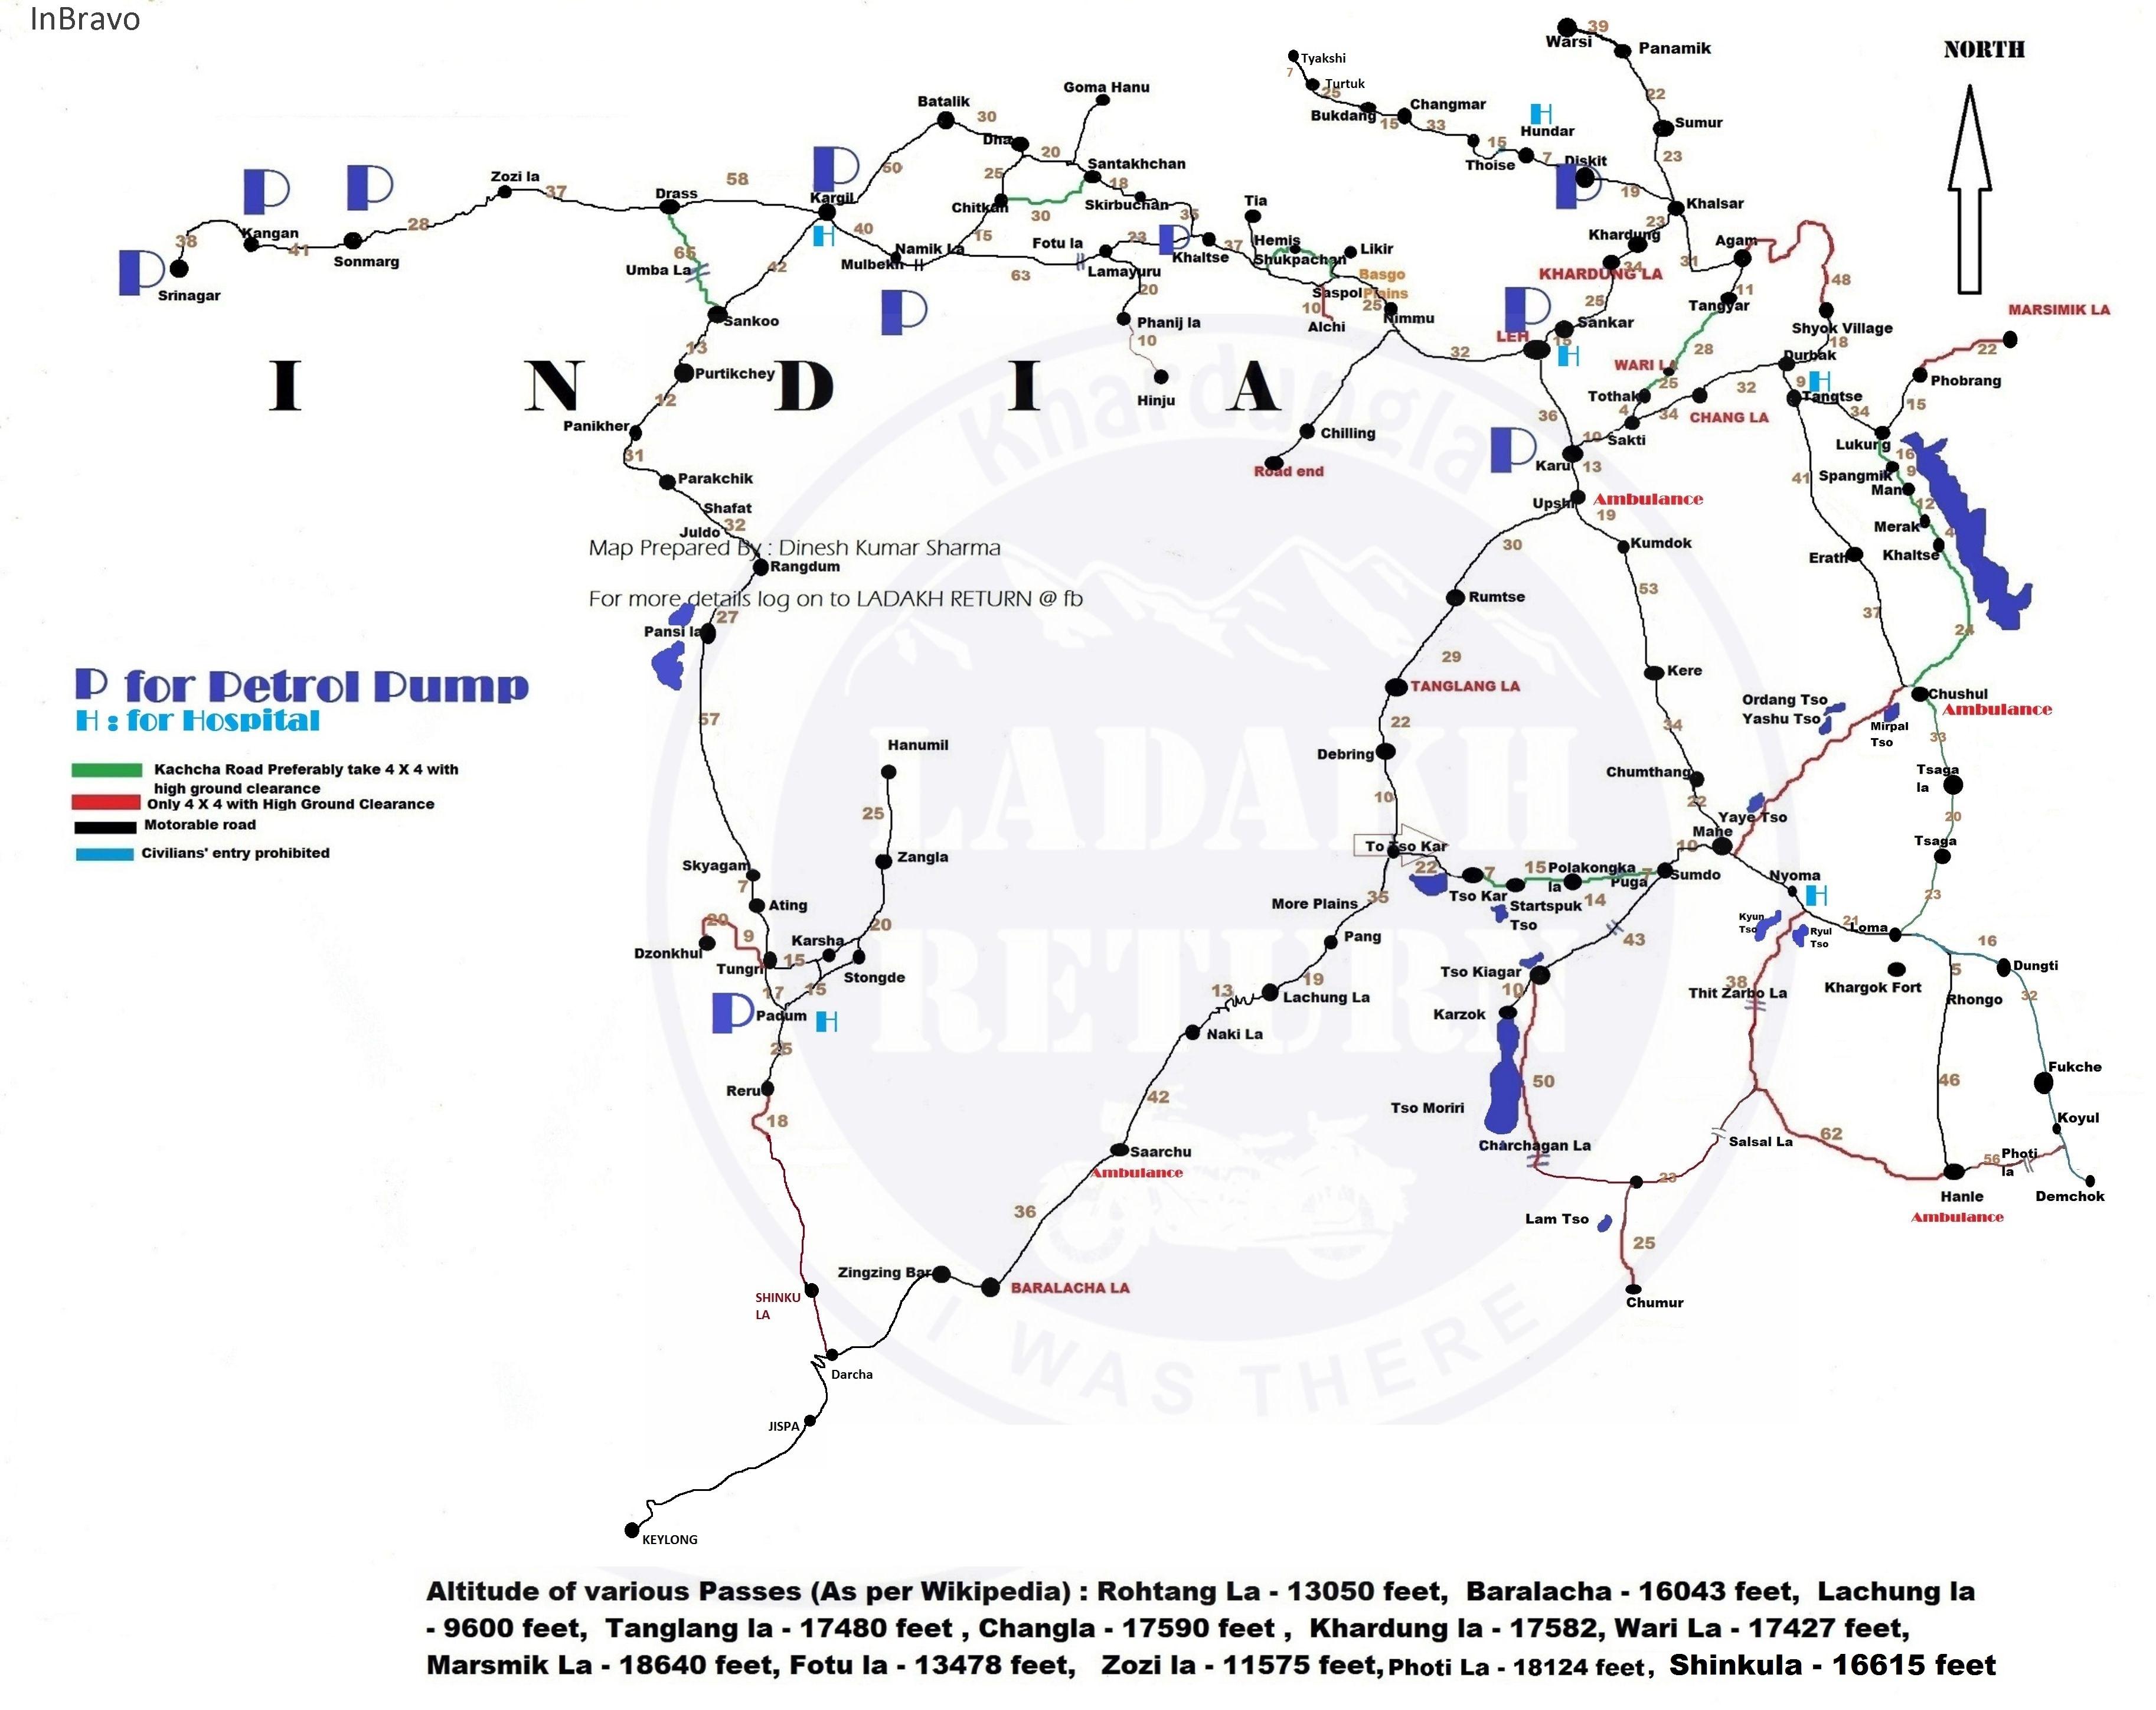 InBravo
NORTH
Warsi
39
Panamik
22
Sumur
23
Tyakshi
7
Turtuk
25
Bukdang
15
Changmar
33
Thoise
15
H
Hundar
7
Diskit
P
19
Khalsar
23
Khardung
34
KHARDUNG LA
25
Sankar
15
LEH
P
H
31
Agam
11
Tangyar
28
WARI LA
25
Tothak
4
Sakti
10
34
CHANG LA
32
Durbak
9
H
Tangtse
18
Shyok Village
48
34
Lukung
15
Phobrang
22
MARSIMIK LA
16
Spangmik
9
Man
12
Merak
4
Khaltse
24
41
Erath
37
Chushul
Ambulance
Goma Hanu
Batalik
30
Dha
20
Santakhchan
18
Skirbuchan
35
25
Chitkan
30
15
50
P
Kargil
H
40
Mulbekh
Namik La
P
63
Fotu la
23
Lamayuru
20
Phanij la
10
Hinju
P
Khaltse
37
Tia
Hemis
Shukpachan
Likir
Basgo
Plains
Saspol
10
Alchi
25
Nimmu
32
Chilling
Road end
P
Kangan
38
P
Srinagar
41
P
Sonmarg
28
Zozi la
37
Drass
58
65
Umba La
42
Sankoo
13
Purtikchey
12
Panikher
31
Parakchik
Shafat
32
Juldo
Rangdum
27
Pansi la
57
Skyagam
7
Ating
20
9
Dzonkhul
Tungri
15
Karsha
20
Stongde
Zangla
25
Hanumil
17
15
P
Padum
H
25
Reru
18
SHINKU
LA
Darcha
JISPA
KEYLONG
I N D I A
Khardungla
LADAKH
RETURN
I WAS THERE
Map Prepared By : Dinesh Kumar Sharma
For more details log on to LADAKH RETURN @ fb
P for Petrol Pump
H : for Hospital
Kachcha Road Preferably take 4 X 4 with
high ground clearance
Only 4 X 4 with High Ground Clearance
Motorable road
Civilians' entry prohibited
36
P
Karu
13
Upshi
Ambulance
19
Kumdok
30
Rumtse
53
Kere
29
TANGLANG LA
34
22
Chumthang
Debring
22
10
Mahe
To Tso Kar
22
Tso Kar
7
Startspuk
Tso
15
Polakongka
la
14
Puga
7
Sumdo
10
35
More Plains
Pang
19
Lachung La
13
Naki La
42
Saarchu
Ambulance
36
BARALACHA LA
Zingzing Bar
43
Tso Kiagar
10
Karzok
50
Tso Moriri
Charchagan La
23
Lam Tso
25
Chumur
Salsal La
62
38
Thit Zarbo La
Ordang Tso
Yashu Tso
Mirpal
Tso
Yaye Tso
33
Tsaga
la
20
Tsaga
23
Nyoma
H
Kyun
Tso
Ryul
Tso
21
Loma
16
Dungti
5
Rhongo
Khargok Fort
32
46
Fukche
Koyul
56
Photi
la
Hanle
Ambulance
Demchok
Altitude of various Passes (As per Wikipedia) : Rohtang La - 13050 feet, Baralacha - 16043 feet, Lachung la
- 9600 feet, Tanglang la - 17480 feet , Changla - 17590 feet , Khardung la - 17582, Wari La - 17427 feet,
Marsmik La - 18640 feet, Fotu la - 13478 feet, Zozi la - 11575 feet, Photi La - 18124 feet, Shinkula - 16615 feet